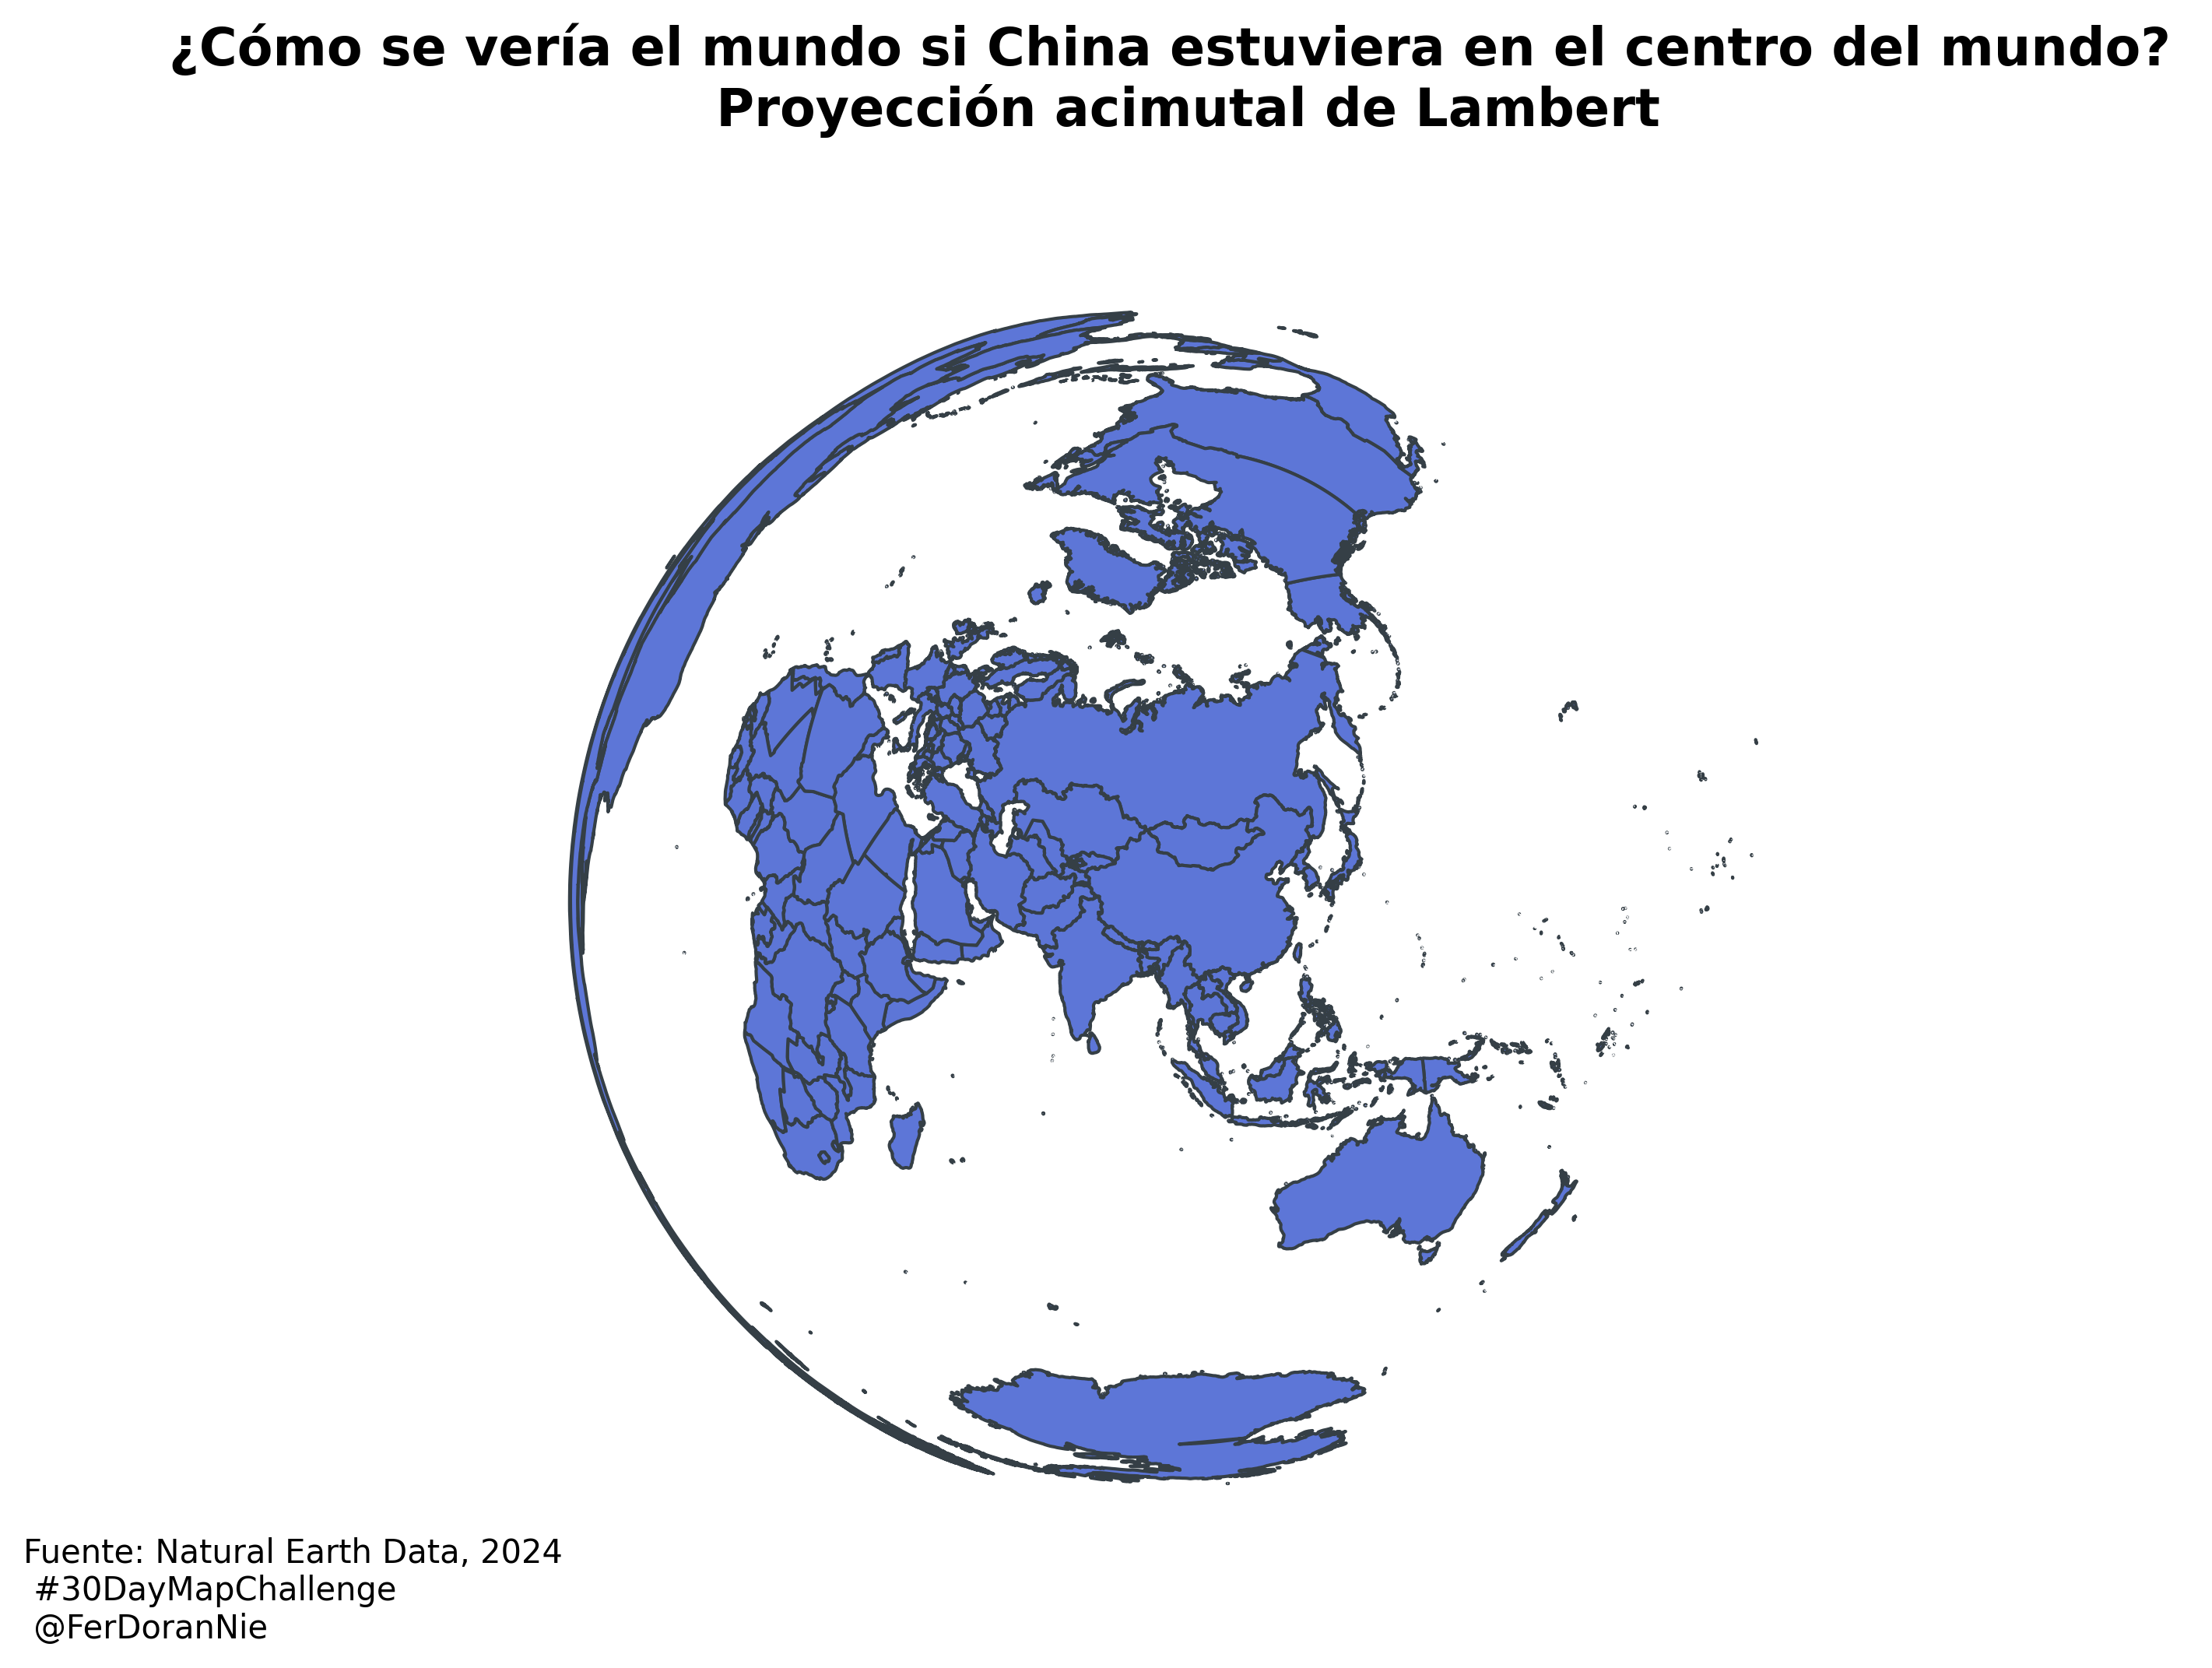 ¿Cómo se vería el mundo si China estuviera en el centro del mundo?
Proyección acimutal de Lambert
Fuente: Natural Earth Data, 2024
#30DayMapChallenge
@FerDoranNie